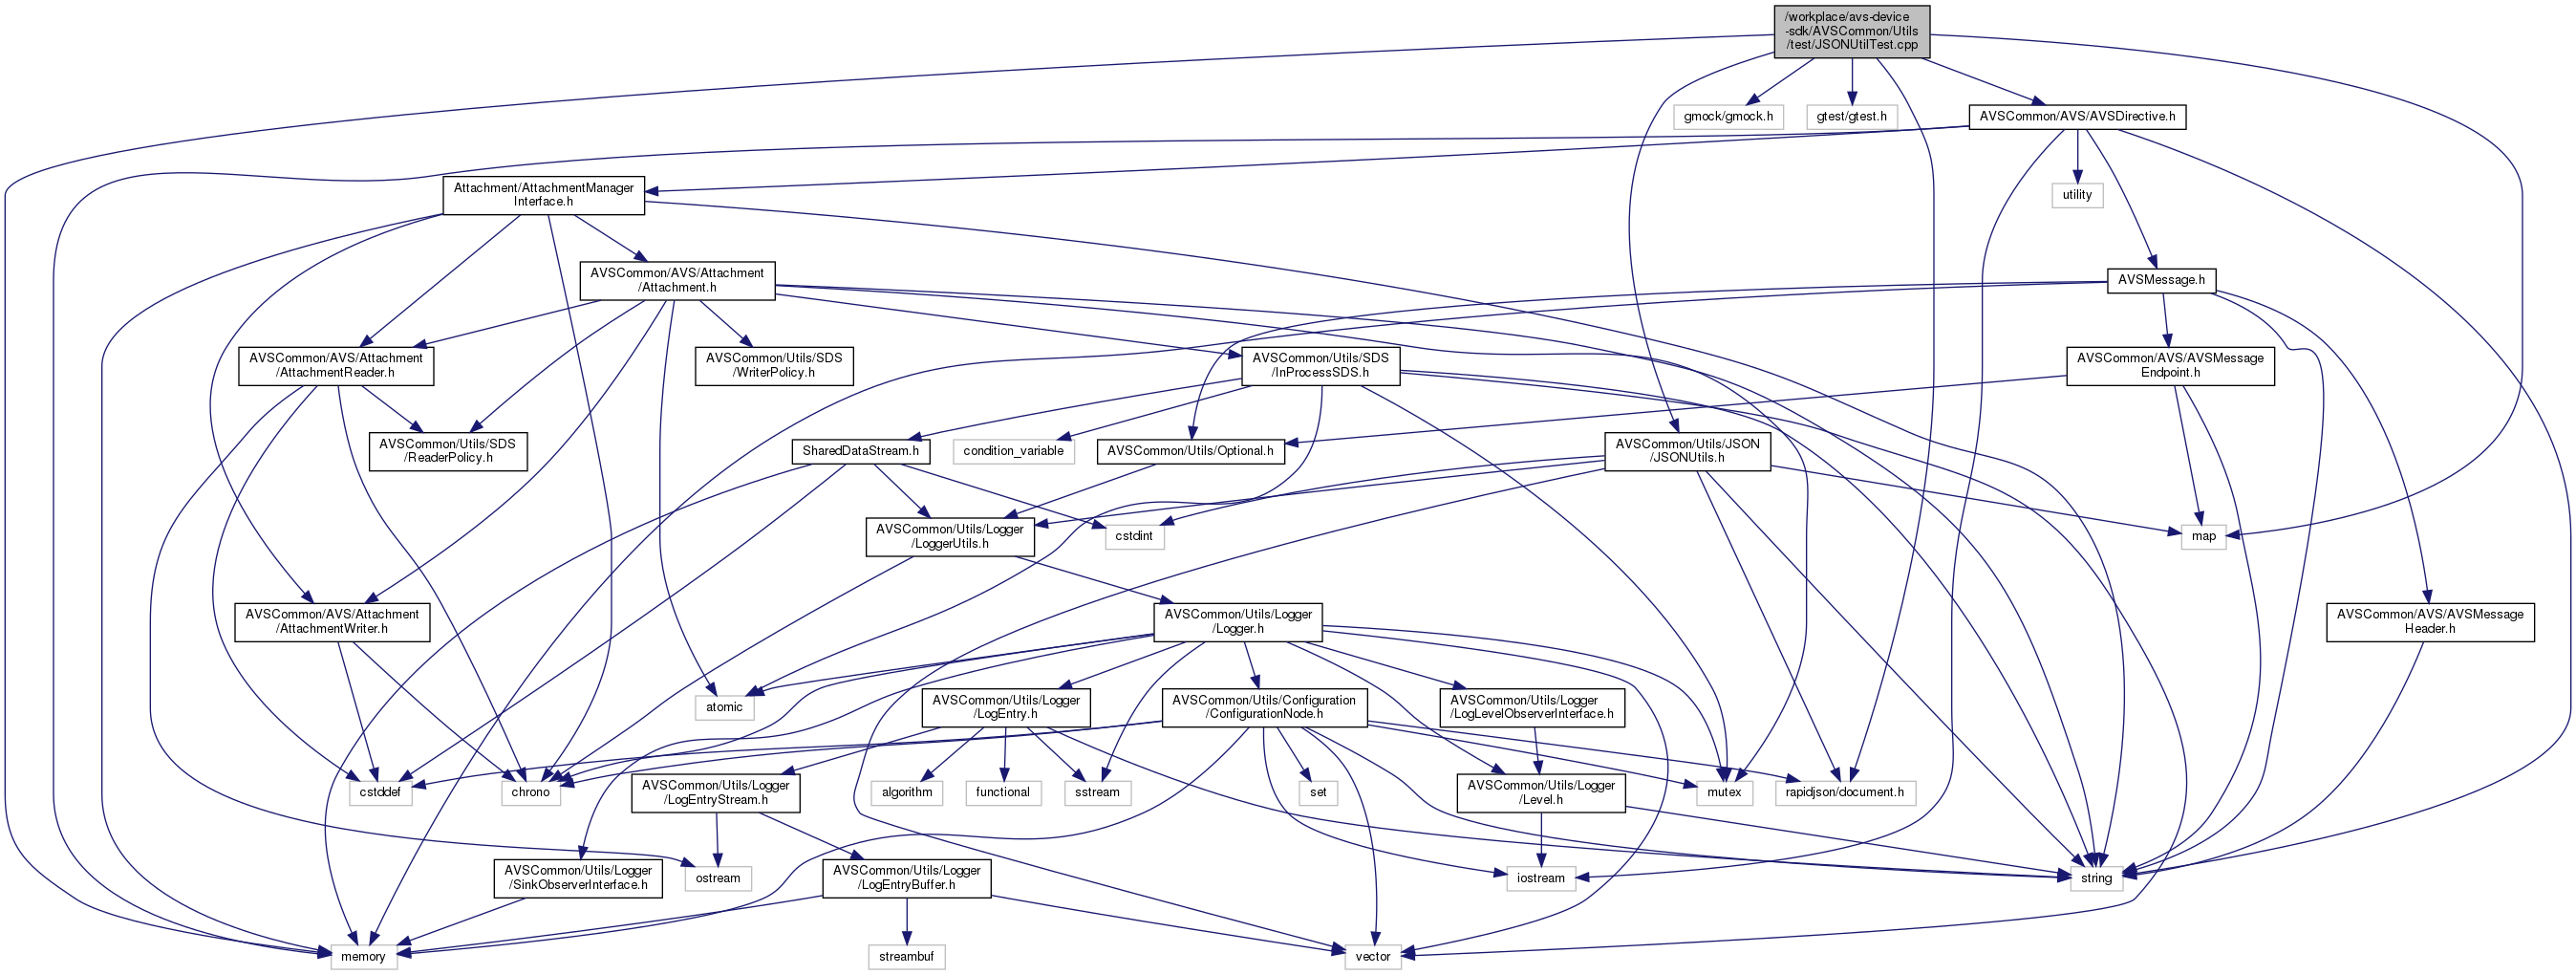 /workplace/avs-device
-sdk/AVSCommon/Utils
/test/JSONUtilTest.cpp
gmock/gmock.h
gtest/gtest.h
AVSCommon/AVS/AVSDirective.h
Attachment/AttachmentManager
Interface.h
utility
AVSCommon/AVS/Attachment
/Attachment.h
AVSMessage.h
AVSCommon/AVS/Attachment
/AttachmentReader.h
AVSCommon/Utils/SDS
/WriterPolicy.h
AVSCommon/Utils/SDS
/InProcessSDS.h
AVSCommon/AVS/AVSMessage
Endpoint.h
AVSCommon/Utils/SDS
/ReaderPolicy.h
SharedDataStream.h
condition_variable
AVSCommon/Utils/Optional.h
AVSCommon/Utils/JSON
/JSONUtils.h
AVSCommon/Utils/Logger
/LoggerUtils.h
cstdint
map
AVSCommon/AVS/Attachment
/AttachmentWriter.h
AVSCommon/Utils/Logger
/Logger.h
AVSCommon/AVS/AVSMessage
Header.h
atomic
AVSCommon/Utils/Logger
/LogEntry.h
AVSCommon/Utils/Configuration
/ConfigurationNode.h
AVSCommon/Utils/Logger
/LogLevelObserverInterface.h
cstddef
chrono
AVSCommon/Utils/Logger
/LogEntryStream.h
algorithm
functional
sstream
set
AVSCommon/Utils/Logger
/Level.h
mutex
rapidjson/document.h
AVSCommon/Utils/Logger
/SinkObserverInterface.h
ostream
AVSCommon/Utils/Logger
/LogEntryBuffer.h
iostream
string
memory
streambuf
vector